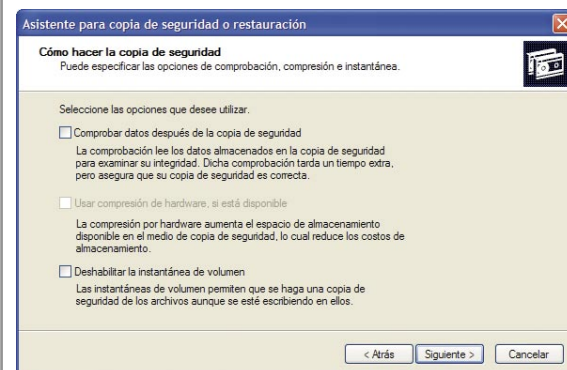 Asistente para copia de seguridad o restauración
Cómo hacer la copia de seguridad
Puede especificar las opciones de comprobación, compresión e instantánea.
Seleccione las opciones que desee utilizar.
Comprobar datos después de la copia de seguridad
La comprobación lee los datos almacenados en la copia de seguridad
para examinar su integridad. Dicha comprobación tarda un tiempo extra,
pero asegura que su copia de seguridad es correcta.
Usar compresión de hardware, si está disponible
La compresión por hardware aumenta el espacio de almacenamiento
disponible en el medio de copia de seguridad, lo cual reduce los costos de
almacenamiento.
Deshabilitar la instantánea de volumen
Las instantáneas de volumen permiten que se haga una copia de
seguridad de los archivos aunque se esté escribiendo en ellos.
< Atrás Siguiente > Cancelar